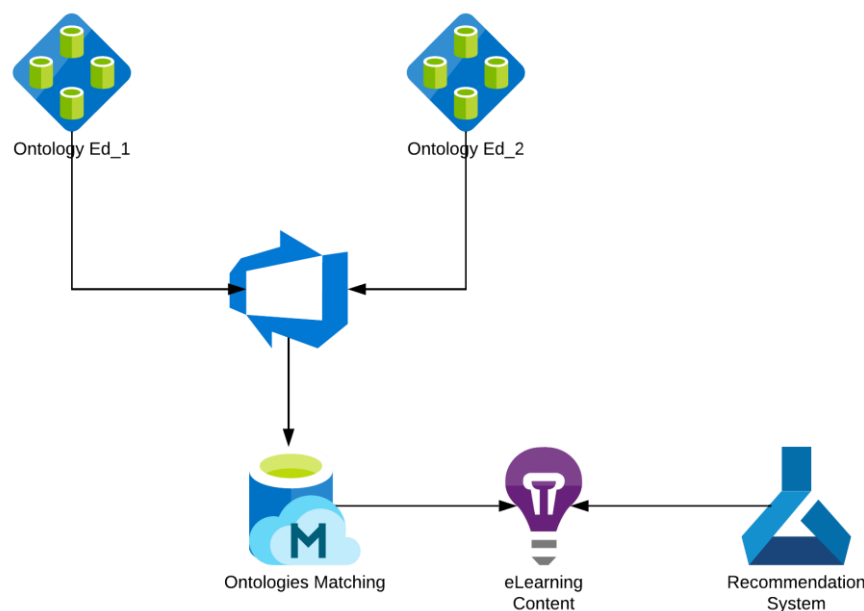 Ontology Ed_1
Ontology Ed_2
M
Ontologies Matching
eLearning
Content
Recommendation
System